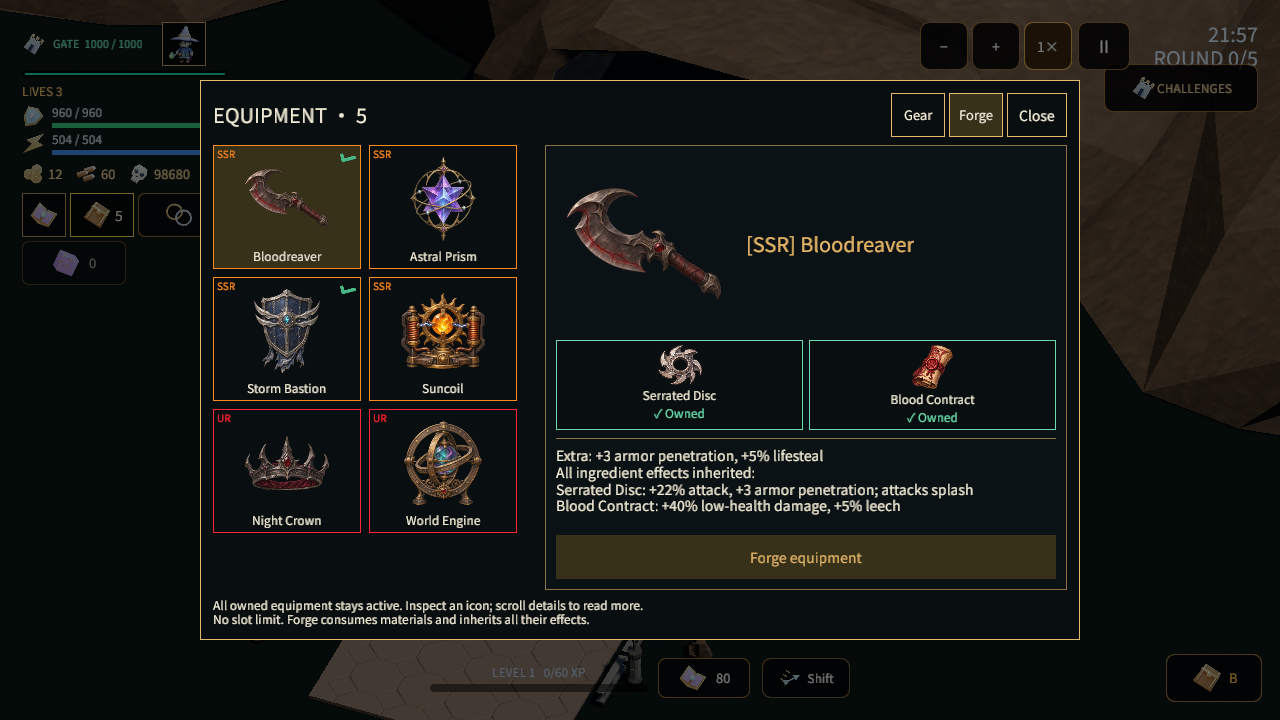 GATE 1000 / 1000
LIVES 3
960 / 960
504 / 504
12 60 98680
5
0
− + 1× II
21:57
ROUND 0/5
CHALLENGES
EQUIPMENT • 5
Gear Forge Close
SSR
Bloodreaver
SSR
Astral Prism
SSR
Storm Bastion
SSR
Suncoil
UR
Night Crown
UR
World Engine
[SSR] Bloodreaver
Serrated Disc
✓ Owned
Blood Contract
✓ Owned
Extra: +3 armor penetration, +5% lifesteal
All ingredient effects inherited:
Serrated Disc: +22% attack, +3 armor penetration; attacks splash
Blood Contract: +40% low-health damage, +5% leech
Forge equipment
All owned equipment stays active. Inspect an icon; scroll details to read more.
No slot limit. Forge consumes materials and inherits all their effects.
LEVEL 1 0/60 XP
80
Shift
B